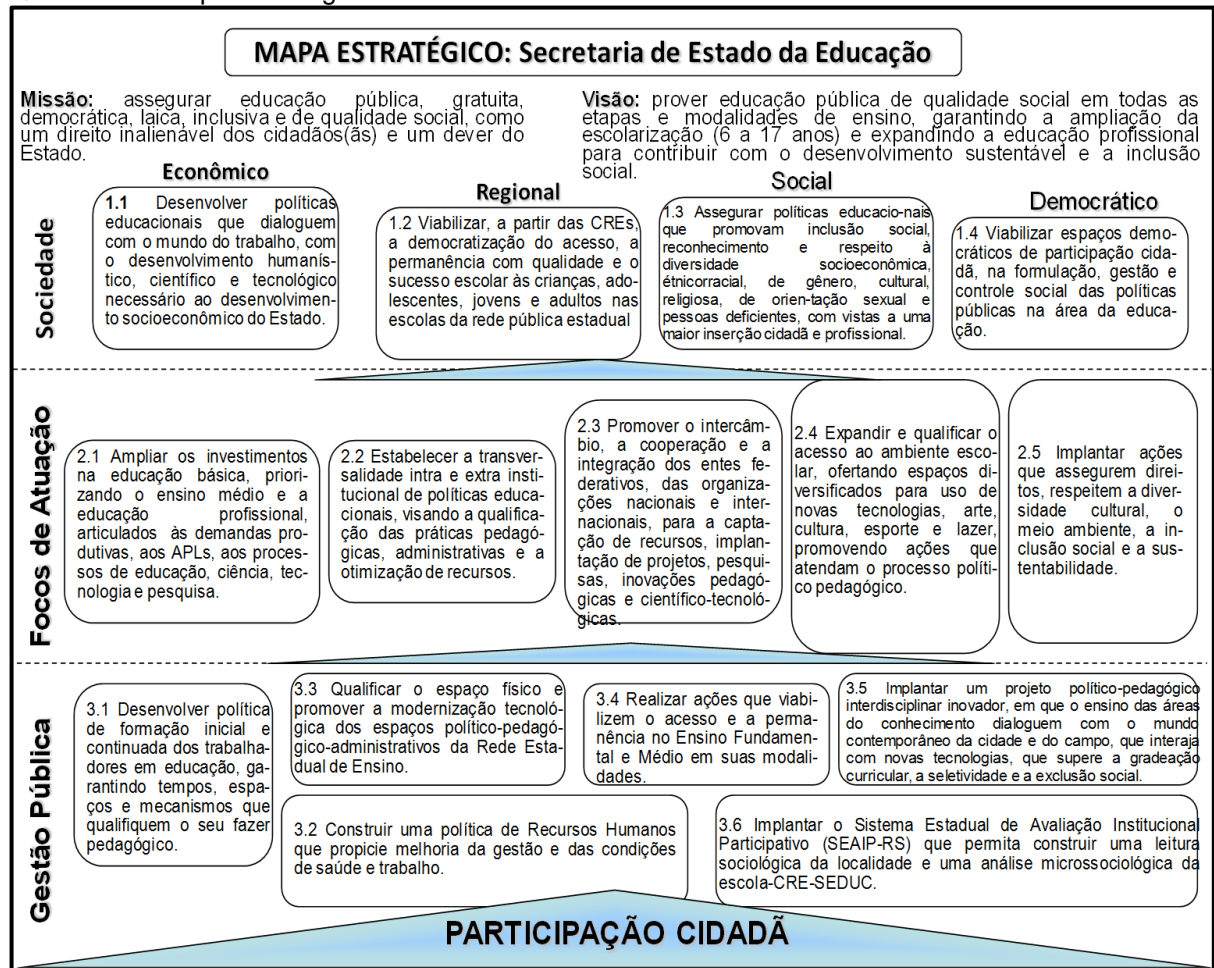 MAPA ESTRATÉGICO: Secretaria de Estado da Educação
Missão: assegurar educação pública, gratuita,
democrática, laica, inclusiva e de qualidade social, como
um direito inalienável dos cidadãos(ãs) e um dever do
Estado.
Visão: prover educação pública de qualidade social em todas as
etapas e modalidades de ensino, garantindo a ampliação da
escolarização (6 a 17 anos) e expandindo a educação profissional
para contribuir com o desenvolvimento sustentável e a inclusão
social.
Sociedade
Econômico
1.1 Desenvolver políticas
educacionais que dialoguem
com o mundo do trabalho, com
o desenvolvimento humanís-
tico, científico e tecnológico
necessário ao desenvolvimen-
to socioeconômico do Estado.
Regional
1.2 Viabilizar, a partir das CREs,
a democratização do acesso, a
permanência com qualidade e o
sucesso escolar às crianças, ado-
lescentes, jovens e adultos nas
escolas da rede pública estadual
Social
1.3 Assegurar políticas educacio-nais
que promovam inclusão social,
reconhecimento e respeito à
diversidade socioeconômica,
étnicorracial, de gênero, cultural,
religiosa, de orien-tação sexual e
pessoas deficientes, com vistas a uma
maior inserção cidadã e profissional.
Democrático
1.4 Viabilizar espaços demo-
cráticos de participação cida-
dã, na formulação, gestão e
controle social das políticas
públicas na área da educa-
ção.
Focos de Atuação
2.1 Ampliar os investimentos
na educação básica, priori-
zando o ensino médio e a
educação profissional,
articulados às demandas pro-
dutivas, aos APLs, aos proces-
sos de educação, ciência, tec-
nologia e pesquisa.
2.2 Estabelecer a transver-
salidade intra e extra insti-
tucional de políticas educa-
cionais, visando a qualifica-
ção das práticas pedagó-
gicas, administrativas e a
otimização de recursos.
2.3 Promover o intercâm-
bio, a cooperação e a
integração dos entes fe-
derativos, das organiza-
ções nacionais e inter-
nacionais, para a capta-
ção de recursos, implan-
tação de projetos, pesqui-
sas, inovações pedagó-
gicas e científico-tecnoló-
gicas.
2.4 Expandir e qualificar o
acesso ao ambiente esco-
lar, ofertando espaços di-
versificados para uso de
novas tecnologias, arte,
cultura, esporte e lazer,
promovendo ações que
atendam o processo políti-
co pedagógico.
2.5 Implantar ações
que assegurem direi-
tos, respeitem a diver-
sidade cultural, o
meio ambiente, a in-
clusão social e a sus-
tentabilidade.
Gestão Pública
3.1 Desenvolver política
de formação inicial e
continuada dos trabalha-
dores em educação, ga-
rantindo tempos, espa-
ços e mecanismos que
qualifiquem o seu fazer
pedagógico.
3.3 Qualificar o espaço físico e
promover a modernização tecno-
lógica dos espaços político-pedagó-
gico-administrativos da Rede Esta-
dual de Ensino.
3.4 Realizar ações que viabi-
lizem o acesso e a perma-
nência no Ensino Fundamen-
tal e Médio em suas modali-
dades.
3.5 Implantar um projeto político-pedagógico
interdisciplinar inovador, em que o ensino das áreas
do conhecimento dialoguem com o mundo
contemporâneo da cidade e do campo, que interaja
com novas tecnologias, que supere a gradeação
curricular, a seletividade e a exclusão social.
3.2 Construir uma política de Recursos Humanos
que propicie melhoria da gestão e das condições
de saúde e trabalho.
3.6 Implantar o Sistema Estadual de Avaliação Institucional
Participativo (SEAIP-RS) que permita construir uma leitura
sociológica da localidade e uma análise microssociológica da
escola-CRE-SEDUC.
PARTICIPAÇÃO CIDADÃ